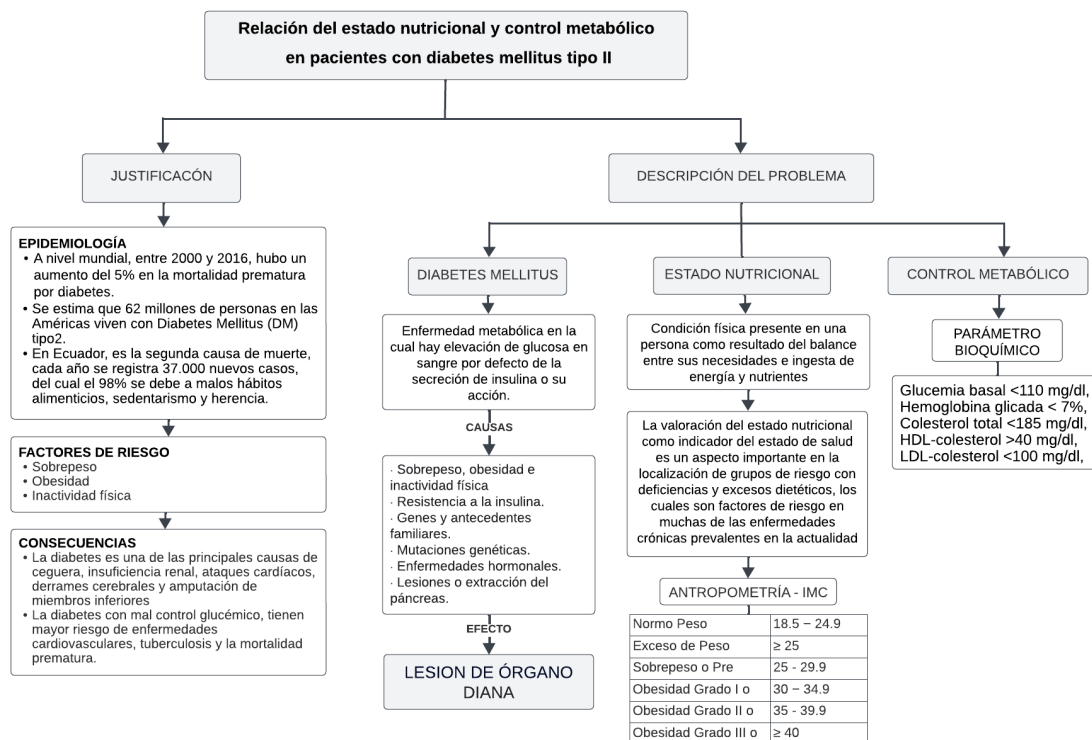 Relación del estado nutricional y control metabólico
en pacientes con diabetes mellitus tipo II
JUSTIFICACÓN
EPIDEMIOLOGÍA
• A nivel mundial, entre 2000 y 2016, hubo un
aumento del 5% en la mortalidad prematura
por diabetes.
• Se estima que 62 millones de personas en las
Américas viven con Diabetes Mellitus (DM)
tipo2.
• En Ecuador, es la segunda causa de muerte,
cada año se registra 37.000 nuevos casos,
del cual el 98% se debe a malos hábitos
alimenticios, sedentarismo y herencia.
FACTORES DE RIESGO
• Sobrepeso
• Obesidad
• Inactividad física
CONSECUENCIAS
• La diabetes es una de las principales causas de
ceguera, insuficiencia renal, ataques cardíacos,
derrames cerebrales y amputación de
miembros inferiores
• La diabetes con mal control glucémico, tienen
mayor riesgo de enfermedades
cardiovasculares, tuberculosis y la mortalidad
prematura.
DESCRIPCIÓN DEL PROBLEMA
DIABETES MELLITUS
Enfermedad metabólica en la
cual hay elevación de glucosa en
sangre por defecto de la
secreción de insulina o su
acción.
CAUSAS
· Sobrepeso, obesidad e
inactividad física
· Resistencia a la insulina.
· Genes y antecedentes
familiares.
· Mutaciones genéticas.
· Enfermedades hormonales.
· Lesiones o extracción del
páncreas.
EFECTO
LESION DE ÓRGANO
DIANA
ESTADO NUTRICIONAL
Condición física presente en una
persona como resultado del balance
entre sus necesidades e ingesta de
energía y nutrientes
La valoración del estado nutricional
como indicador del estado de salud
es un aspecto importante en la
localización de grupos de riesgo con
deficiencias y excesos dietéticos, los
cuales son factores de riesgo en
muchas de las enfermedades
crónicas prevalentes en la actualidad
ANTROPOMETRÍA - IMC
Normo Peso 18.5 − 24.9
Exceso de Peso ≥ 25
Sobrepeso o Pre 25 - 29.9
Obesidad Grado I o 30 − 34.9
Obesidad Grado II o 35 - 39.9
Obesidad Grado III o ≥ 40
CONTROL METABÓLICO
PARÁMETRO
BIOQUÍMICO
Glucemia basal <110 mg/dl,
Hemoglobina glicada < 7%,
Colesterol total <185 mg/dl,
HDL-colesterol >40 mg/dl,
LDL-colesterol <100 mg/dl,